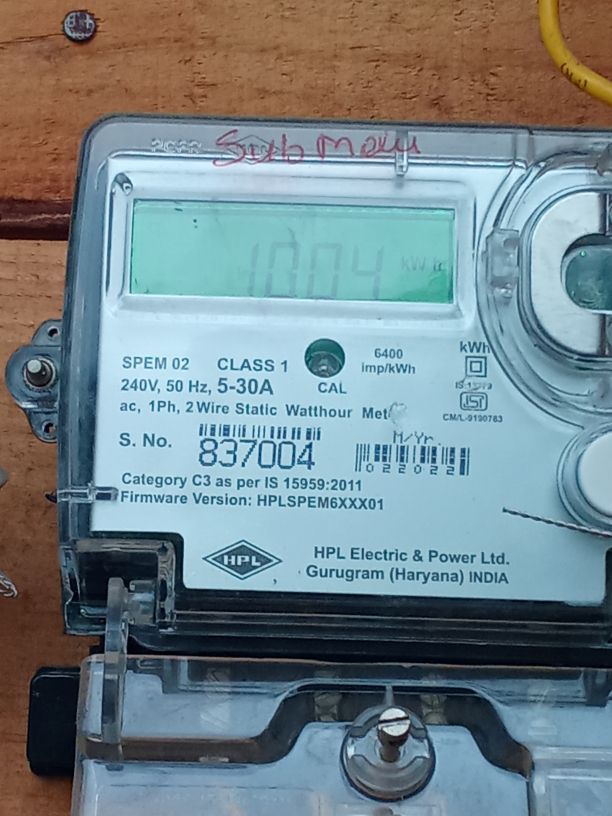 Sub Main
1004 kWh
SPEM 02 CLASS 1
6400
imp/kWh
kWh
240V, 50 Hz, 5-30A
CAL
ac, 1Ph, 2 Wire Static Watthour
CM/L-9190763
S. No.
837004
M/Yr.
022022
Category C3 as per IS 15959:2011
Firmware Version: HPLSPEM6XXX01
HPL
HPL Electric & Power Ltd.
Gurugram (Haryana) INDIA